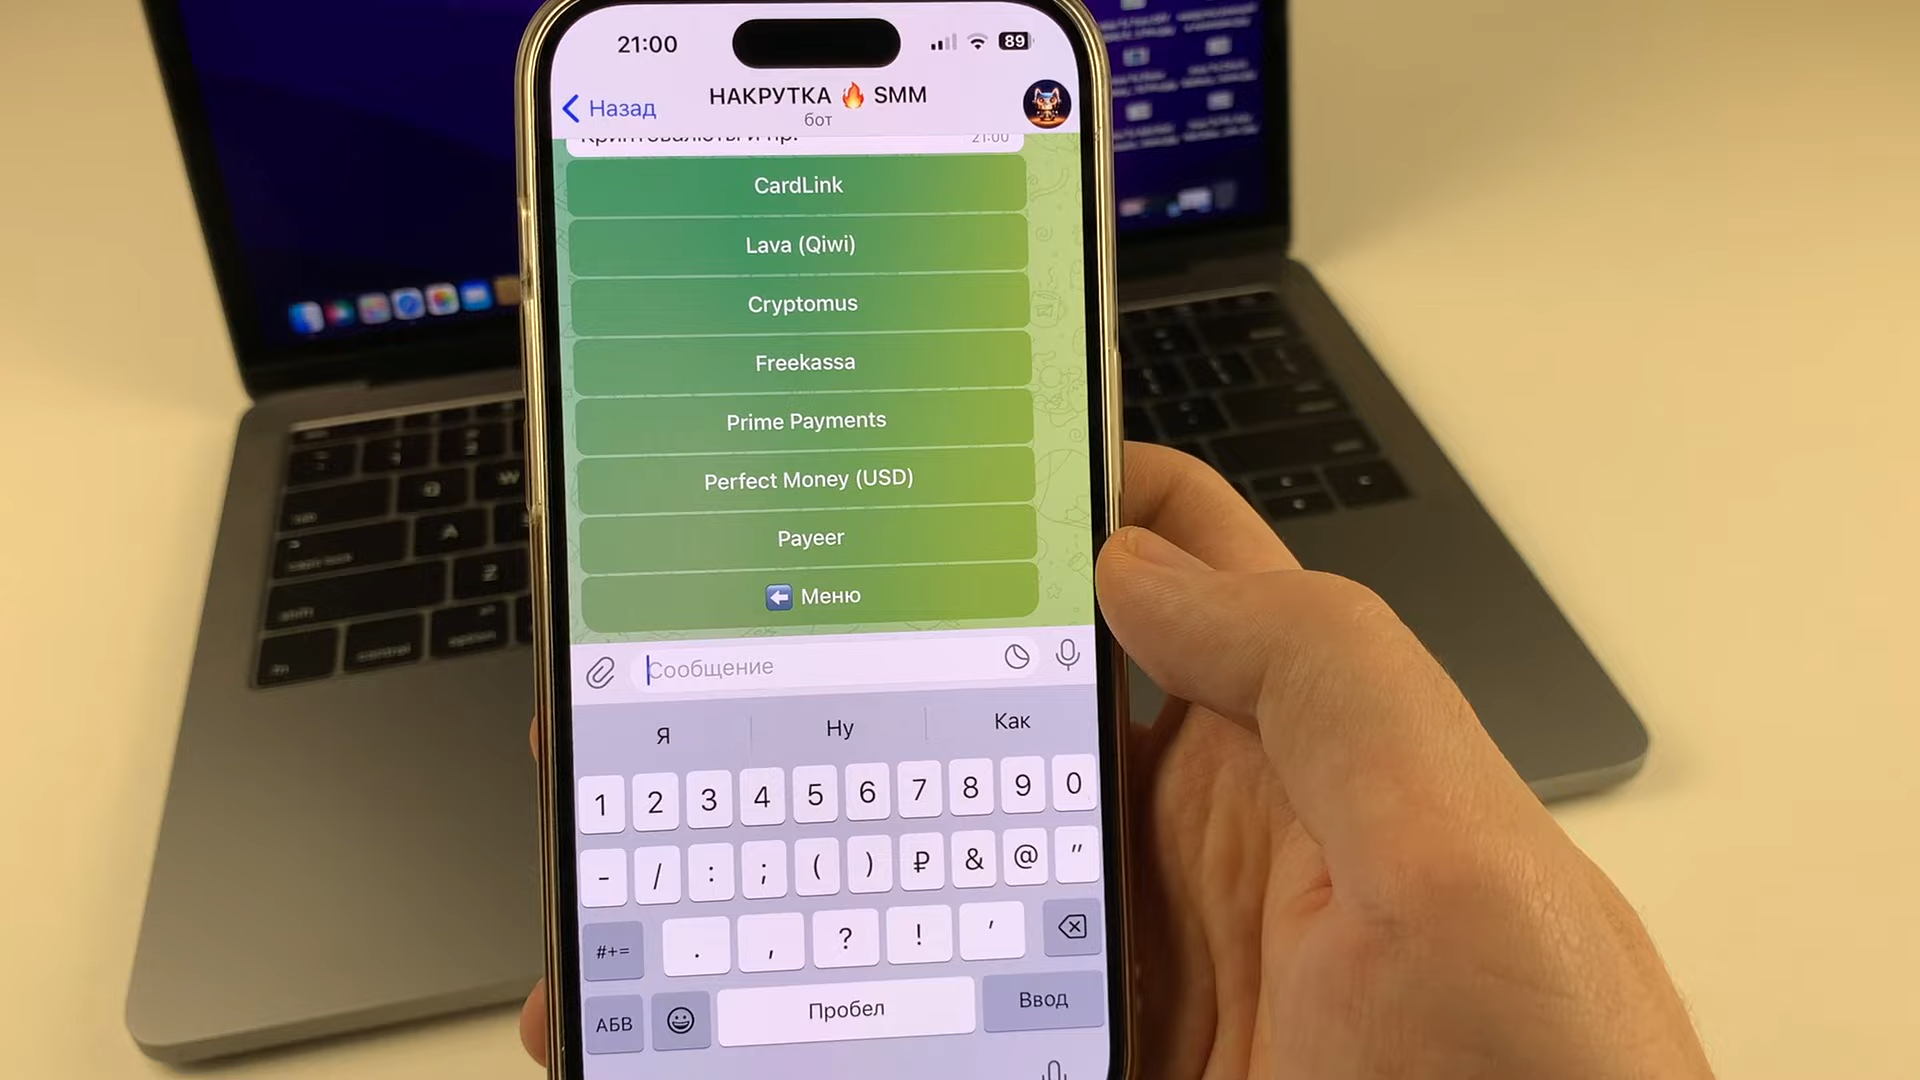 21:00
89
Назад
НАКРУТКА 🔥 SMM
бот
Криптовалюты и пр.
21:00
CardLink
Lava (Qiwi)
Cryptomus
Freekassa
Prime Payments
Perfect Money (USD)
Payeer
⬅ Меню
Сообщение
Я Ну Как
1 2 3 4 5 6 7 8 9 0
- / : ; ( ) ₽ & @ "
#+= . , ? ! '
АБВ Пробел Ввод
Q W
A
Z
control option